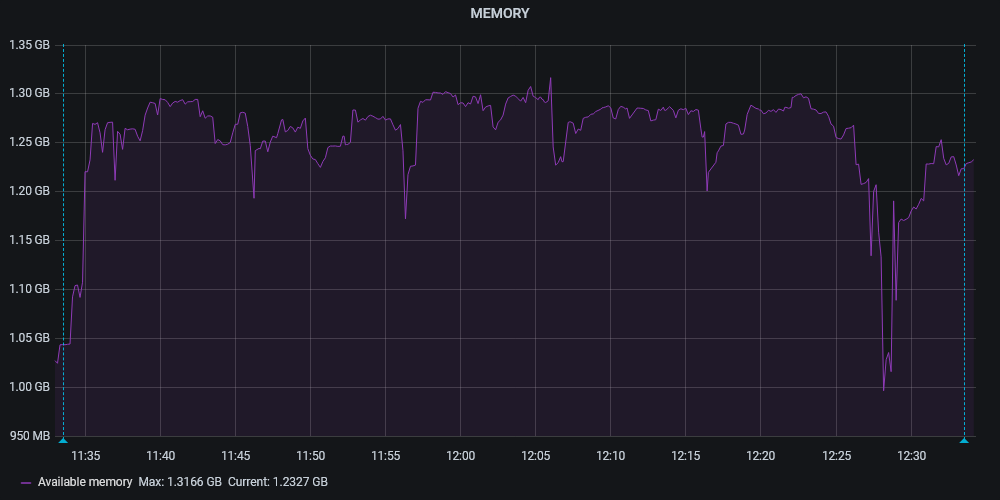 MEMORY
1.35 GB
1.30 GB
1.25 GB
1.20 GB
1.15 GB
1.10 GB
1.05 GB
1.00 GB
950 MB
11:35 11:40 11:45 11:50 11:55 12:00 12:05 12:10 12:15 12:20 12:25 12:30
Available memory Max: 1.3166 GB Current: 1.2327 GB